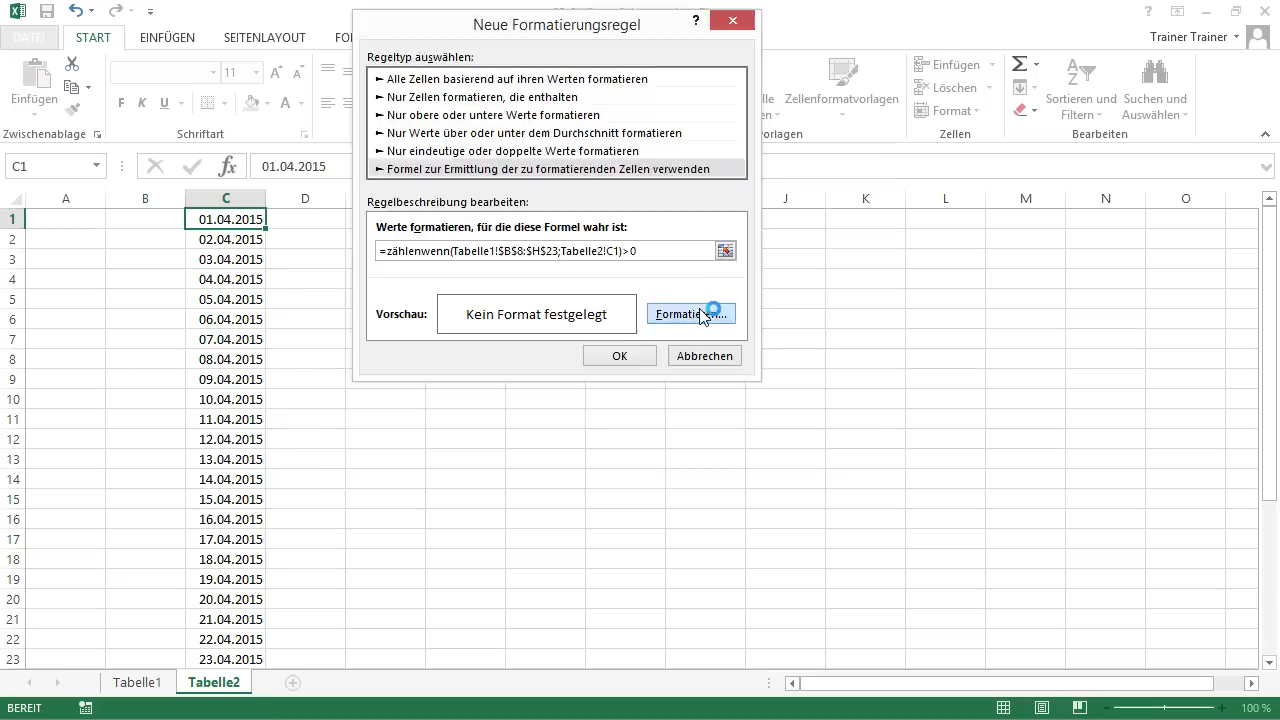 Neue Formatierungsregel
?
DATEI
START
EINFÜGEN
SEITENLAYOUT
Trainer Trainer
Einfügen
Zwischenablage
11
F K U
A
Schriftart
Zellenformatvorlagen
Einfügen
Löschen
Format
Zellen
Sortieren und
Filtern
Suchen und
Auswählen
Bearbeiten
C1
fx
01.04.2015
Regeltyp auswählen:
► Alle Zellen basierend auf ihren Werten formatieren
► Nur Zellen formatieren, die enthalten
► Nur obere oder untere Werte formatieren
► Nur Werte über oder unter dem Durchschnitt formatieren
► Nur eindeutige oder doppelte Werte formatieren
► Formel zur Ermittlung der zu formatierenden Zellen verwenden
Regelbeschreibung bearbeiten:
Werte formatieren, für die diese Formel wahr ist:
=zählenwenn(Tabelle1!$B$8:$H$23;Tabelle2!C1)>0
Vorschau:
Kein Format festgelegt
OK
Abbrechen
A B C D J K L M N O
1 01.04.2015
2 02.04.2015
3 03.04.2015
4 04.04.2015
5 05.04.2015
6 06.04.2015
7 07.04.2015
8 08.04.2015
9 09.04.2015
10 10.04.2015
11 11.04.2015
12 12.04.2015
13 13.04.2015
14 14.04.2015
15 15.04.2015
16 16.04.2015
17 17.04.2015
18 18.04.2015
19 19.04.2015
20 20.04.2015
21 21.04.2015
22 22.04.2015
23 23.04.2015
Tabelle1
Tabelle2
BEREIT
100 %